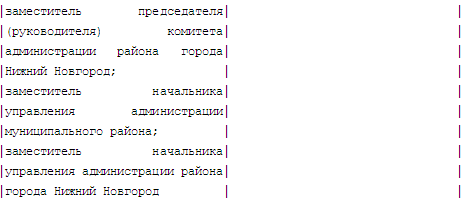 |заместитель председателя| |
|(руководителя) комитета| |
|администрации района города| |
|Нижний Новгород; | |
|заместитель начальника| |
|управления администрации| |
|муниципального района; | |
|заместитель начальника| |
|управления администрации района| |
|города Нижний Новгород | |